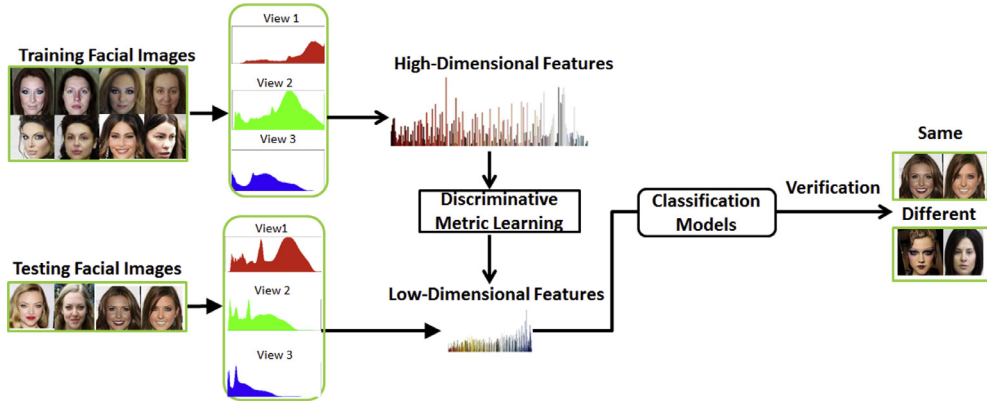 Training Facial Images
View 1
View 2
View 3
High-Dimensional Features
Discriminative
Metric Learning
Low-Dimensional Features
Testing Facial Images
View1
View 2
View 3
Classification
Models
Verification
Same
Different